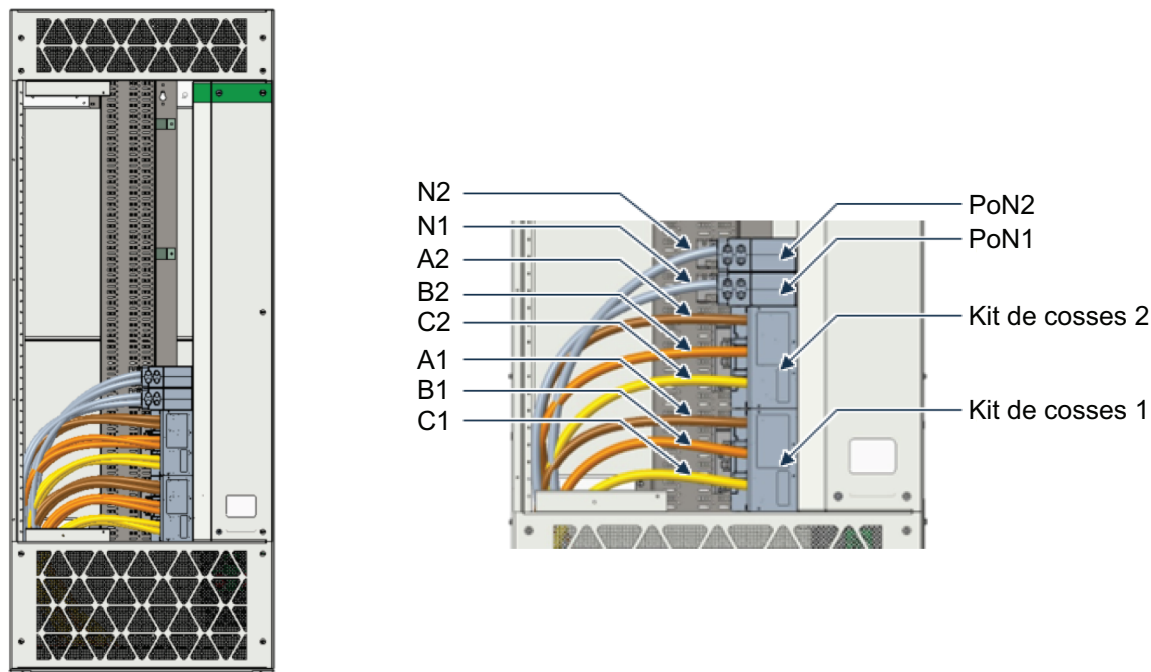 N2
N1
A2
B2
C2
A1
B1
C1
PoN2
PoN1
Kit de cosses 2
Kit de cosses 1